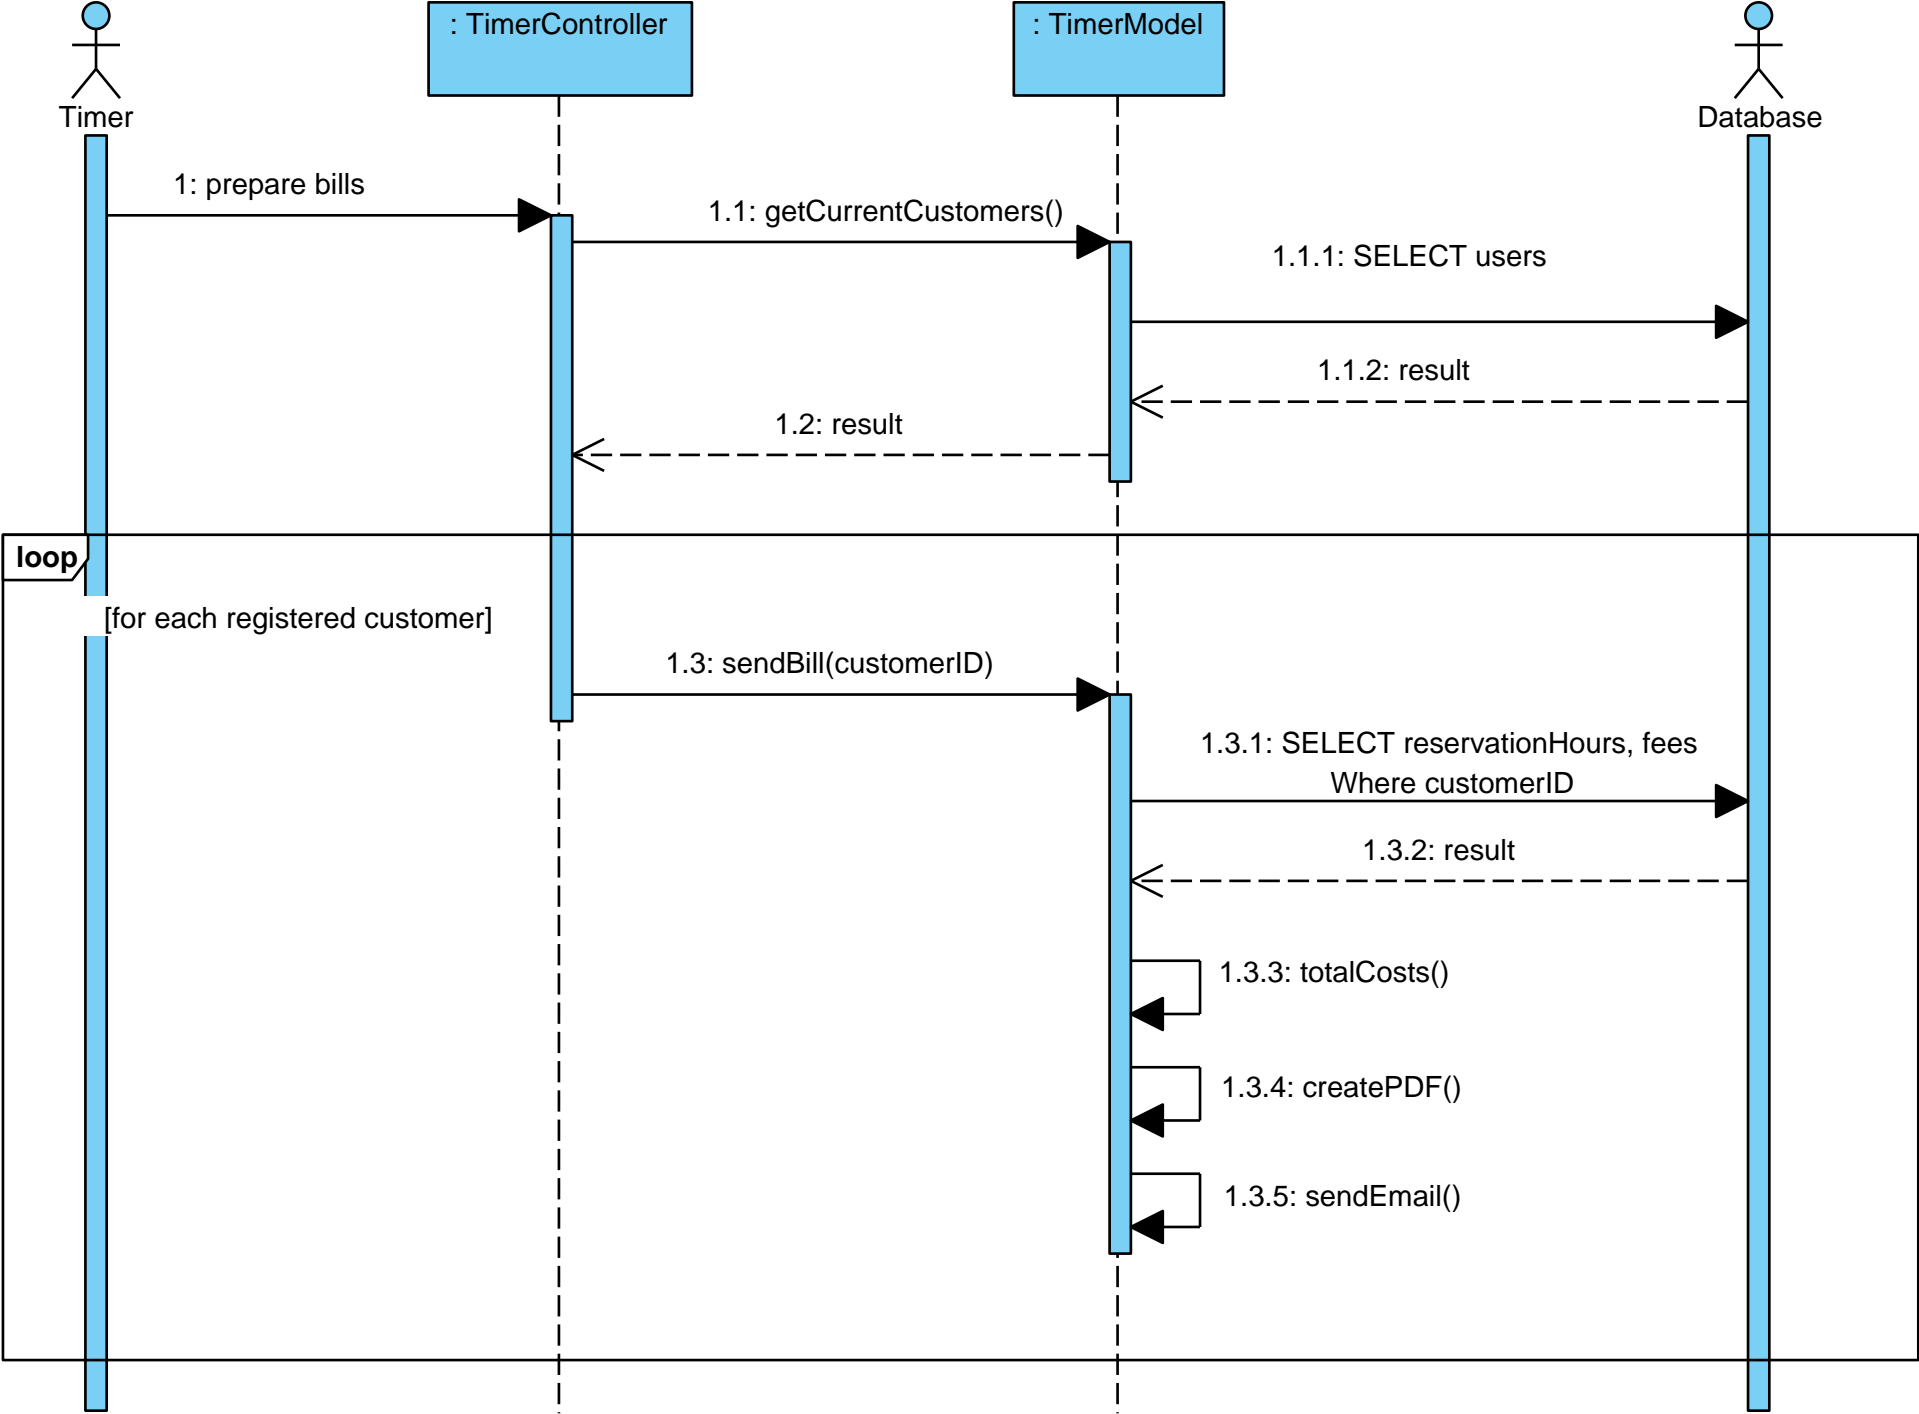 : TimerController
: TimerModel
Timer
Database
1: prepare bills
1.1: getCurrentCustomers()
1.1.1: SELECT users
1.1.2: result
1.2: result
loop
[for each registered customer]
1.3: sendBill(customerID)
1.3.1: SELECT reservationHours, fees
Where customerID
1.3.2: result
1.3.3: totalCosts()
1.3.4: createPDF()
1.3.5: sendEmail()